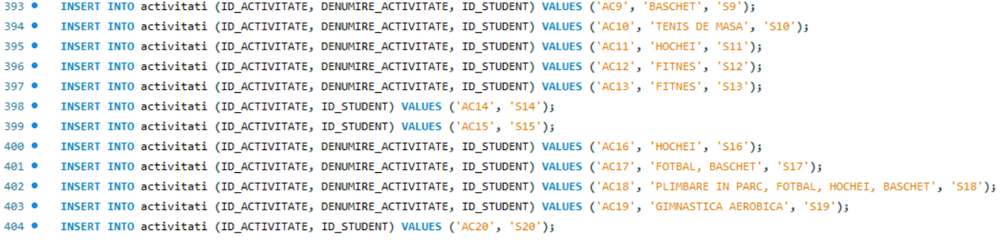 393 INSERT INTO activitati (ID_ACTIVITATE, DENUMIRE_ACTIVITATE, ID_STUDENT) VALUES ('AC9', 'BASCHET', 'S9');
394 INSERT INTO activitati (ID_ACTIVITATE, DENUMIRE_ACTIVITATE, ID_STUDENT) VALUES ('AC10', 'TENIS DE MASA', 'S10');
395 INSERT INTO activitati (ID_ACTIVITATE, DENUMIRE_ACTIVITATE, ID_STUDENT) VALUES ('AC11', 'HOCHEI', 'S11');
396 INSERT INTO activitati (ID_ACTIVITATE, DENUMIRE_ACTIVITATE, ID_STUDENT) VALUES ('AC12', 'FITNES', 'S12');
397 INSERT INTO activitati (ID_ACTIVITATE, DENUMIRE_ACTIVITATE, ID_STUDENT) VALUES ('AC13', 'FITNES', 'S13');
398 INSERT INTO activitati (ID_ACTIVITATE, ID_STUDENT) VALUES ('AC14', 'S14');
399 INSERT INTO activitati (ID_ACTIVITATE, ID_STUDENT) VALUES ('AC15', 'S15');
400 INSERT INTO activitati (ID_ACTIVITATE, DENUMIRE_ACTIVITATE, ID_STUDENT) VALUES ('AC16', 'HOCHEI', 'S16');
401 INSERT INTO activitati (ID_ACTIVITATE, DENUMIRE_ACTIVITATE, ID_STUDENT) VALUES ('AC17', 'FOTBAL, BASCHET', 'S17');
402 INSERT INTO activitati (ID_ACTIVITATE, DENUMIRE_ACTIVITATE, ID_STUDENT) VALUES ('AC18', 'PLIMBARE IN PARC, FOTBAL, HOCHEI, BASCHET', 'S18');
403 INSERT INTO activitati (ID_ACTIVITATE, DENUMIRE_ACTIVITATE, ID_STUDENT) VALUES ('AC19', 'GIMNASTICA AEROBICA', 'S19');
404 INSERT INTO activitati (ID_ACTIVITATE, ID_STUDENT) VALUES ('AC20', 'S20');